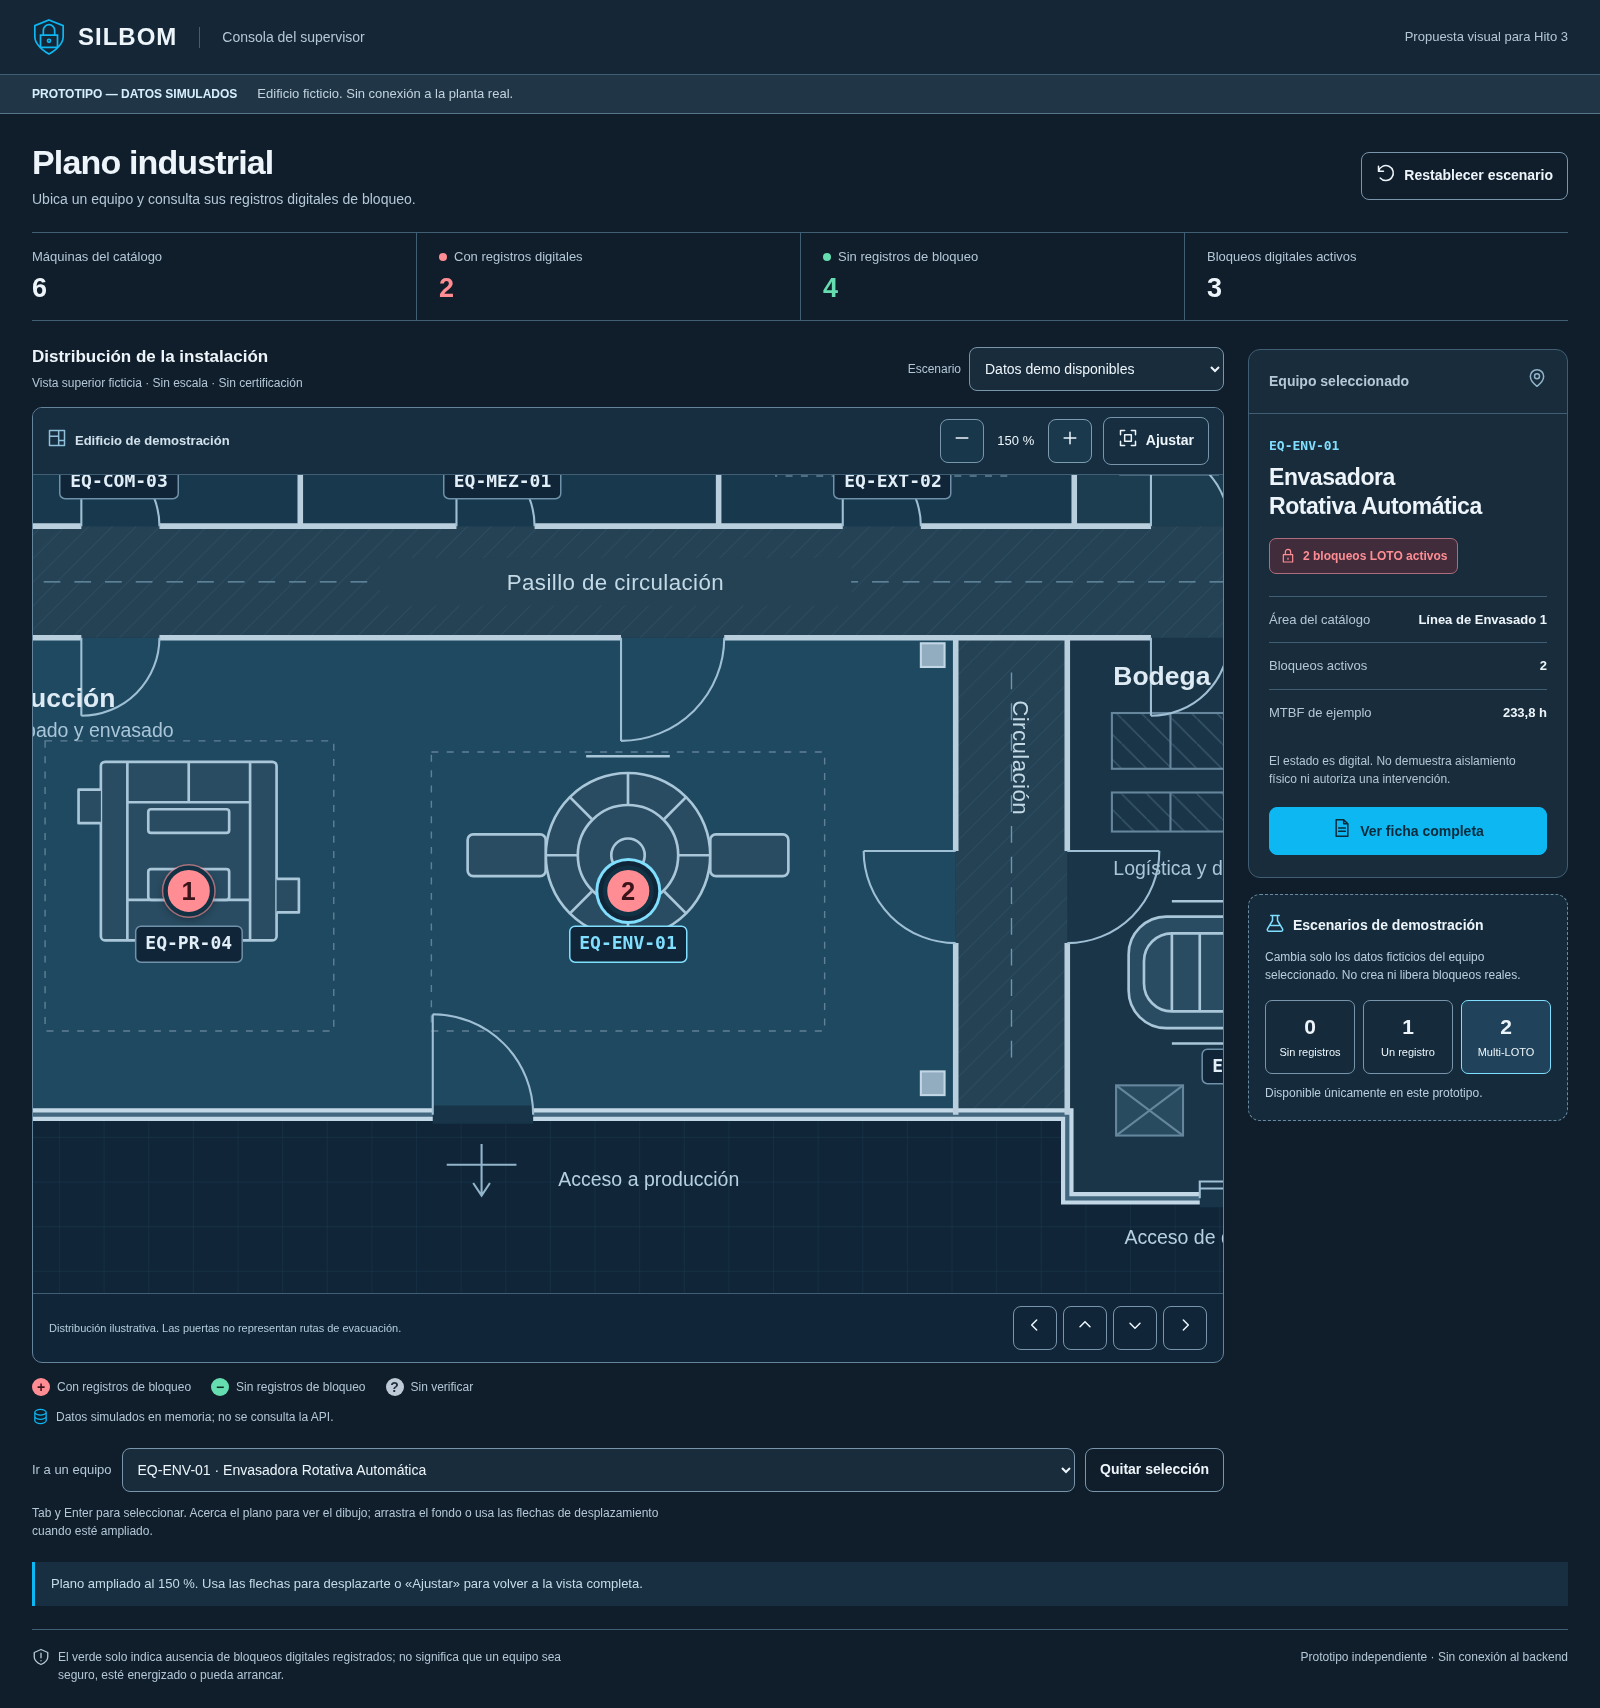 SILBOM
Consola del supervisor
Propuesta visual para Hito 3
PROTOTIPO — DATOS SIMULADOS
Edificio ficticio. Sin conexión a la planta real.
Plano industrial
Ubica un equipo y consulta sus registros digitales de bloqueo.
Restablecer escenario
Máquinas del catálogo
6
Con registros digitales
2
Sin registros de bloqueo
4
Bloqueos digitales activos
3
Distribución de la instalación
Vista superior ficticia · Sin escala · Sin certificación
Escenario
Datos demo disponibles
Edificio de demostración
150 %
Ajustar
EQ-COM-03
EQ-MEZ-01
EQ-EXT-02
Pasillo de circulación
ucción
pado y envasado
Circulación
Bodega
Logística y d
1
EQ-PR-04
2
EQ-ENV-01
E
Acceso a producción
Acceso de
Distribución ilustrativa. Las puertas no representan rutas de evacuación.
+ Con registros de bloqueo
− Sin registros de bloqueo
? Sin verificar
Datos simulados en memoria; no se consulta la API.
Ir a un equipo
EQ-ENV-01 · Envasadora Rotativa Automática
Quitar selección
Tab y Enter para seleccionar. Acerca el plano para ver el dibujo; arrastra el fondo o usa las flechas de desplazamiento
cuando esté ampliado.
Equipo seleccionado
EQ-ENV-01
Envasadora
Rotativa Automática
2 bloqueos LOTO activos
Área del catálogo
Línea de Envasado 1
Bloqueos activos
2
MTBF de ejemplo
233,8 h
El estado es digital. No demuestra aislamiento
físico ni autoriza una intervención.
Ver ficha completa
Escenarios de demostración
Cambia solo los datos ficticios del equipo
seleccionado. No crea ni libera bloqueos reales.
0
Sin registros
1
Un registro
2
Multi-LOTO
Disponible únicamente en este prototipo.
Plano ampliado al 150 %. Usa las flechas para desplazarte o «Ajustar» para volver a la vista completa.
El verde solo indica ausencia de bloqueos digitales registrados; no significa que un equipo sea
seguro, esté energizado o pueda arrancar.
Prototipo independiente · Sin conexión al backend